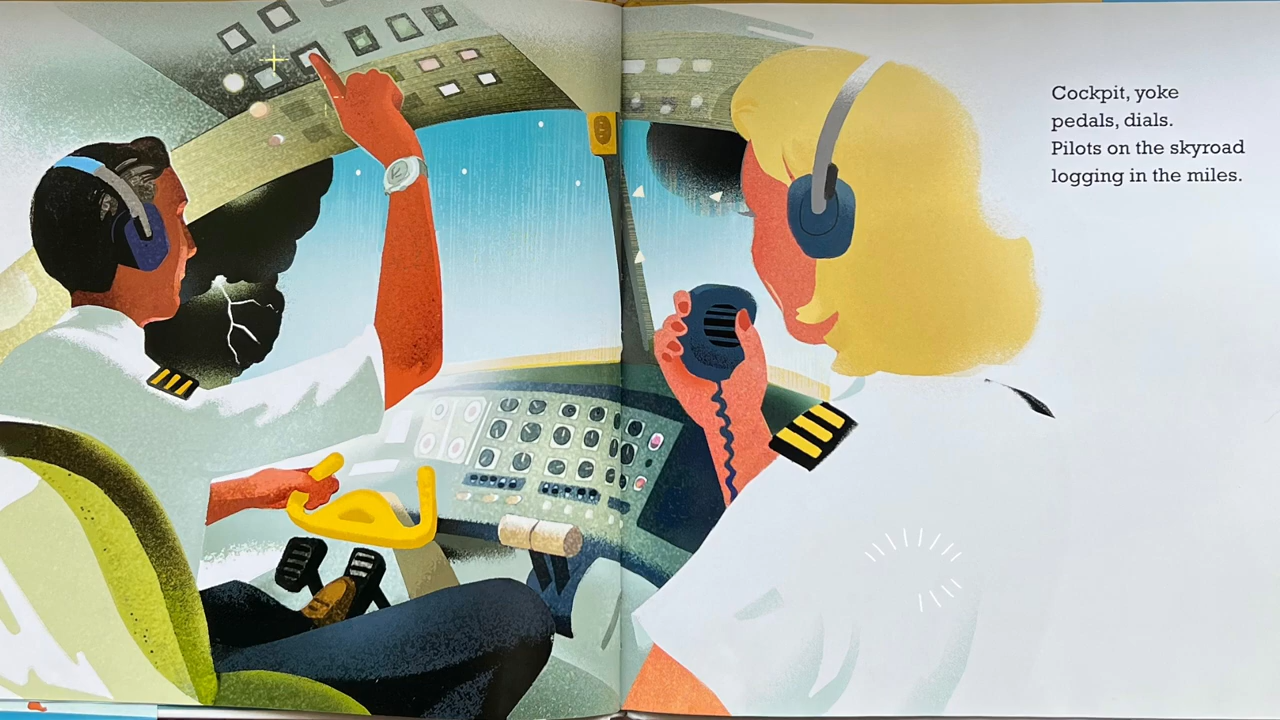 Cockpit, yoke
pedals, dials.
Pilots on the skyroad
logging in the miles.